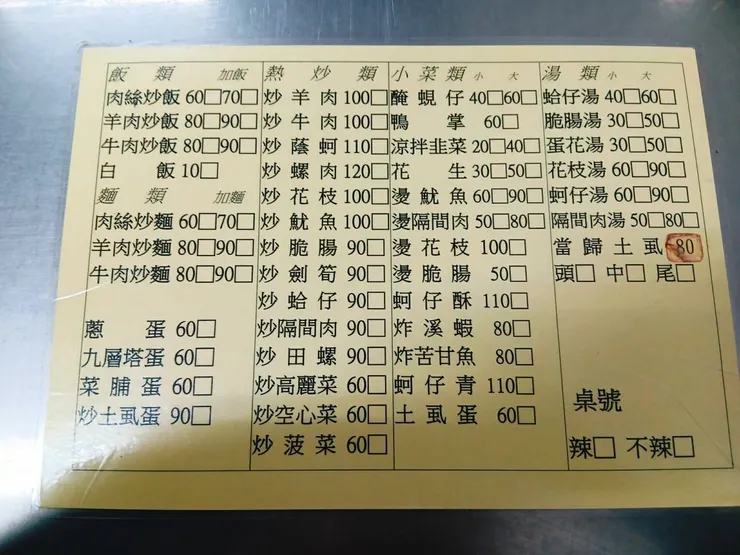 飯類 加飯
肉絲炒飯 60□70□
羊肉炒飯 80□90□
牛肉炒飯 80□90□
白飯 10□
麵類 加麵
肉絲炒麵 60□70□
羊肉炒麵 80□90□
牛肉炒麵 80□90□
蔥蛋 60□
九層塔蛋 60□
菜脯蛋 60□
炒土虱蛋 90□
熱炒類
炒羊肉 100□
炒牛肉 100□
炒蔭蚵 110□
炒螺肉 120□
炒花枝 100□
炒魷魚 100□
炒脆腸 90□
炒劍筍 90□
炒蛤仔 90□
炒隔間肉 90□
炒田螺 90□
炒高麗菜 60□
炒空心菜 60□
炒菠菜 60□
小菜類 小 大
醃蜆仔 40□60□
鴨掌 60□
涼拌韭菜 20□40□
花生 30□50□
燙魷魚 60□90□
燙隔間肉 50□80□
燙花枝 100□
燙脆腸 50□
蚵仔酥 110□
炸溪蝦 80□
炸苦甘魚 80□
蚵仔青 110□
土虱蛋 60□
湯類 小 大
蛤仔湯 40□60□
脆腸湯 30□50□
蛋花湯 30□50□
花枝湯 60□90□
蚵仔湯 60□90□
隔間肉湯 50□80□
當歸土虱 80
頭□ 中□ 尾□
桌號
辣□ 不辣□